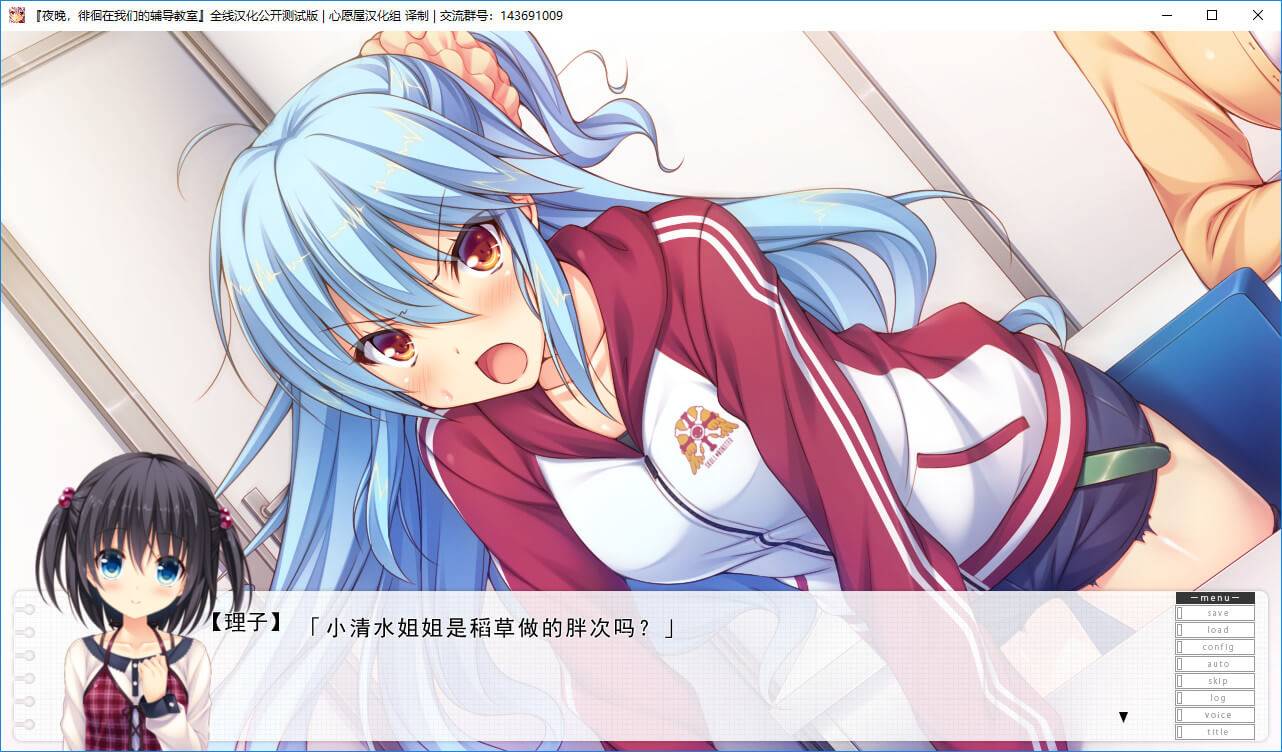 『夜晚，徘徊在我们的辅导教室』全线汉化公开测试版 | 心愿屋汉化组 译制 | 交流群号：143691009
【理子】
「小清水姐姐是稻草做的胖次吗？」
menu
save
load
config
auto
skip
log
voice
title